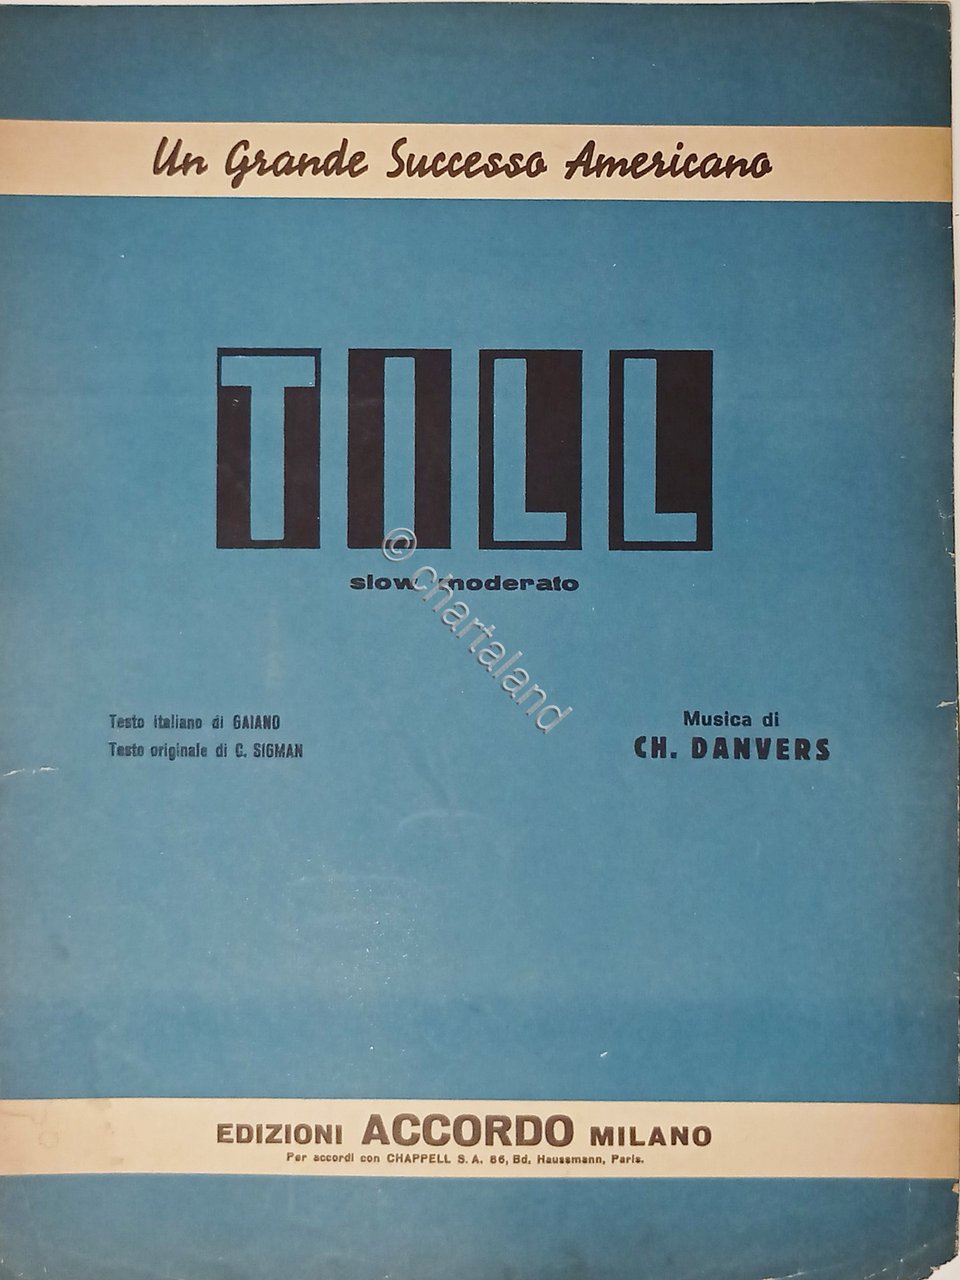 Un Grande Successo Americano
TILL
slow moderato
Testo italiano di GAIANO
Testo originale di C. SIGMAN
Musica di
CH. DANVERS
EDIZIONI ACCORDO MILANO
Per accordi con CHAPPELL S. A. 86, Bd. Haussmann, Paris.
© chartaland